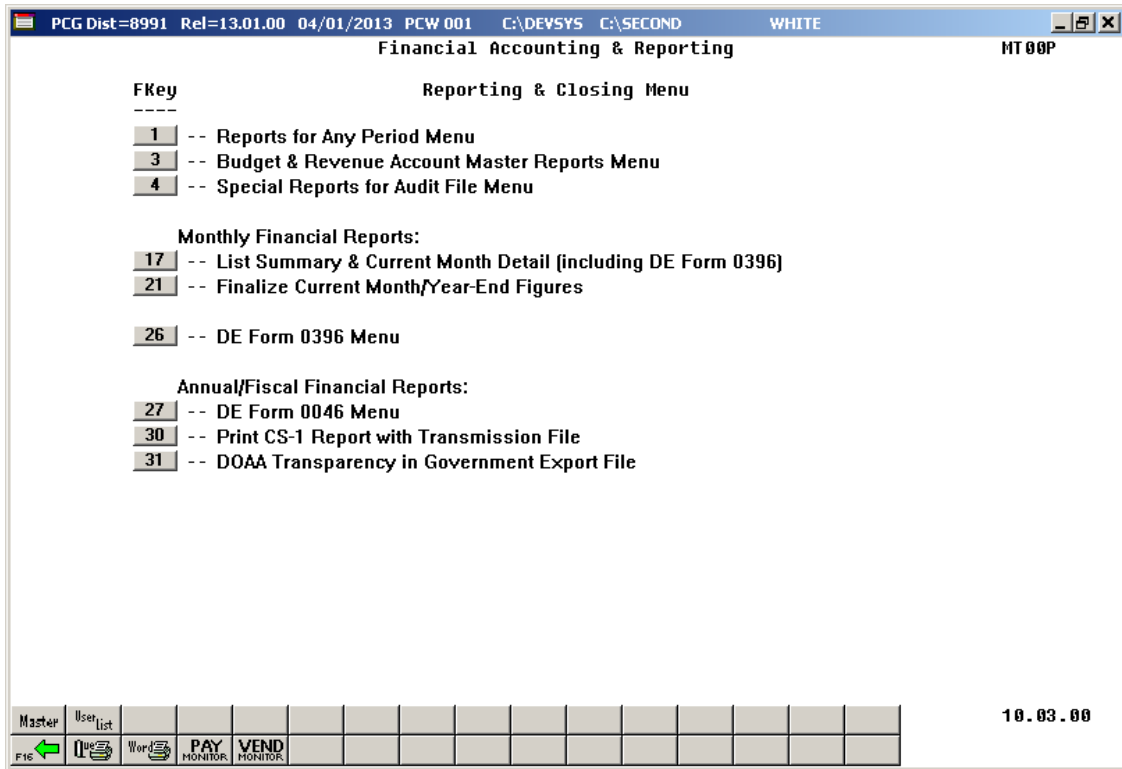 PCG Dist=8991 Rel=13.01.00 04/01/2013 PCW 001 C:\DEVSYS C:\SECOND WHITE
Financial Accounting & Reporting MT00P
FKey Reporting & Closing Menu
----
1 -- Reports for Any Period Menu
3 -- Budget & Revenue Account Master Reports Menu
4 -- Special Reports for Audit File Menu
Monthly Financial Reports:
17 -- List Summary & Current Month Detail (including DE Form 0396)
21 -- Finalize Current Month/Year-End Figures
26 -- DE Form 0396 Menu
Annual/Fiscal Financial Reports:
27 -- DE Form 0046 Menu
30 -- Print CS-1 Report with Transmission File
31 -- DOAA Transparency in Government Export File
Master User List 10.03.00
F16 Que Word PAY MONITOR VEND MONITOR